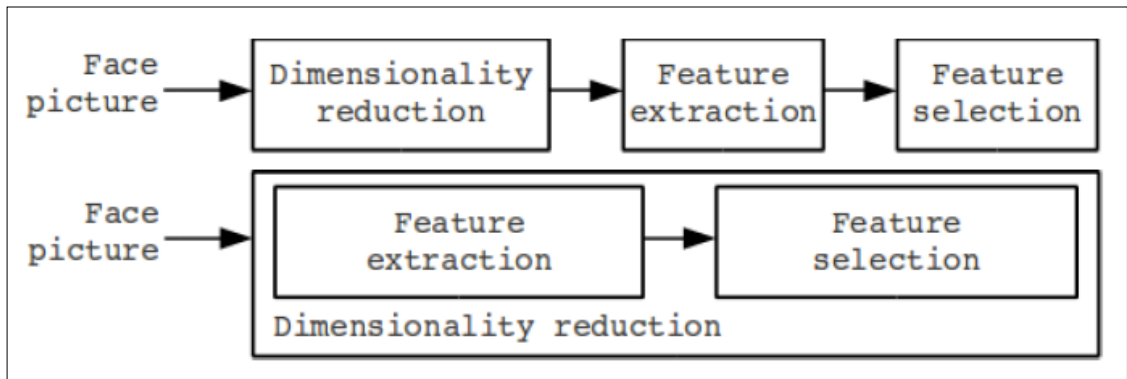 Face
picture
Dimensionality
reduction
Feature
extraction
Feature
selection
Face
picture
Feature
extraction
Feature
selection
Dimensionality reduction